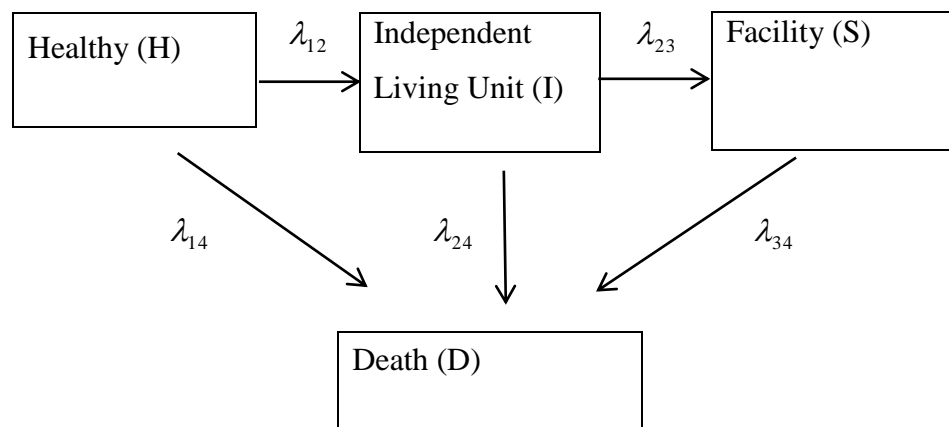 Healthy (H)
λ12
Independent
Living Unit (I)
λ23
Facility (S)
λ14
λ24
λ34
Death (D)